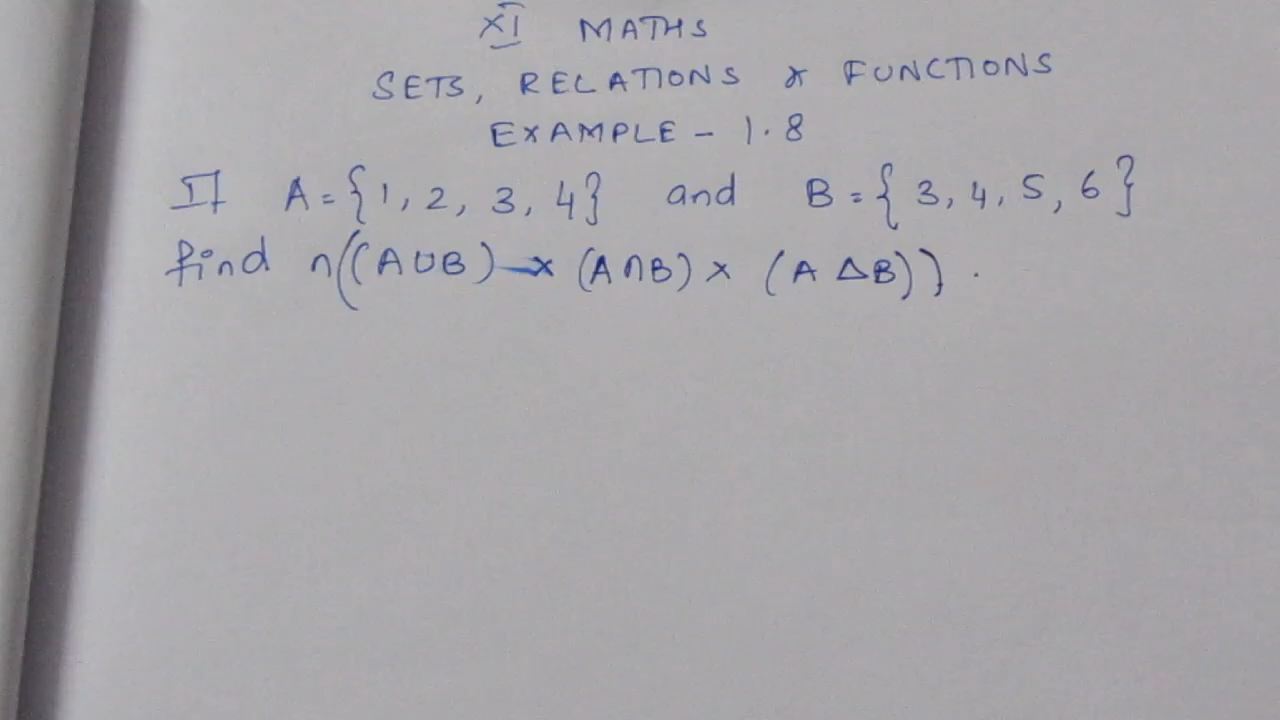 XI MATHS
SETS, RELATIONS & FUNCTIONS
EXAMPLE - 1.8
If A = {1, 2, 3, 4} and B = {3, 4, 5, 6}
find n((A∪B) × (A∩B) × (A △ B)).